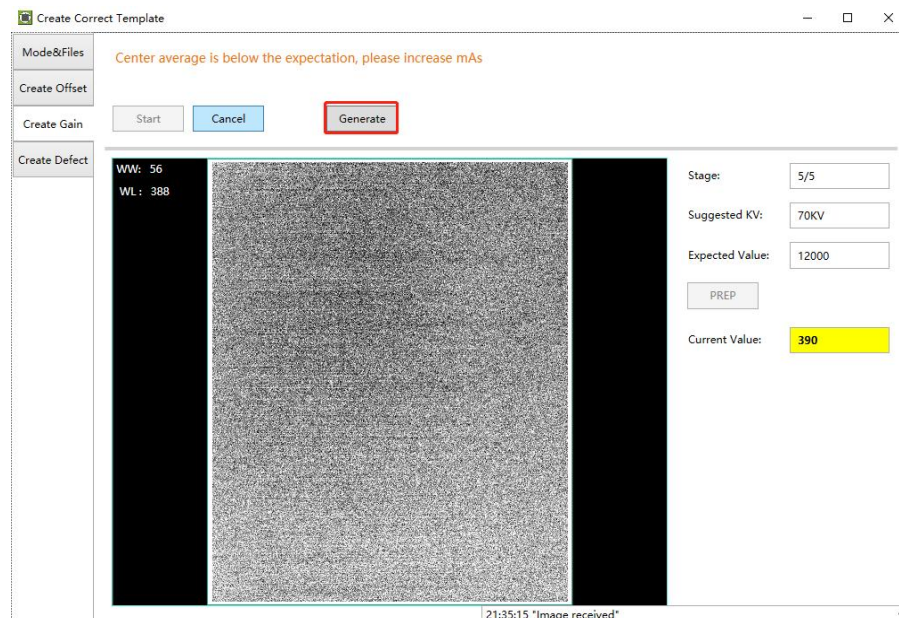 Create Correct Template
Mode&Files
Create Offset
Create Gain
Create Defect
Center average is below the expectation, please increase mAs
Start
Cancel
Generate
WW: 56
WL: 388
Stage:
5/5
Suggested KV:
70KV
Expected Value:
12000
PREP
Current Value:
390
21:35:15 "Image received"